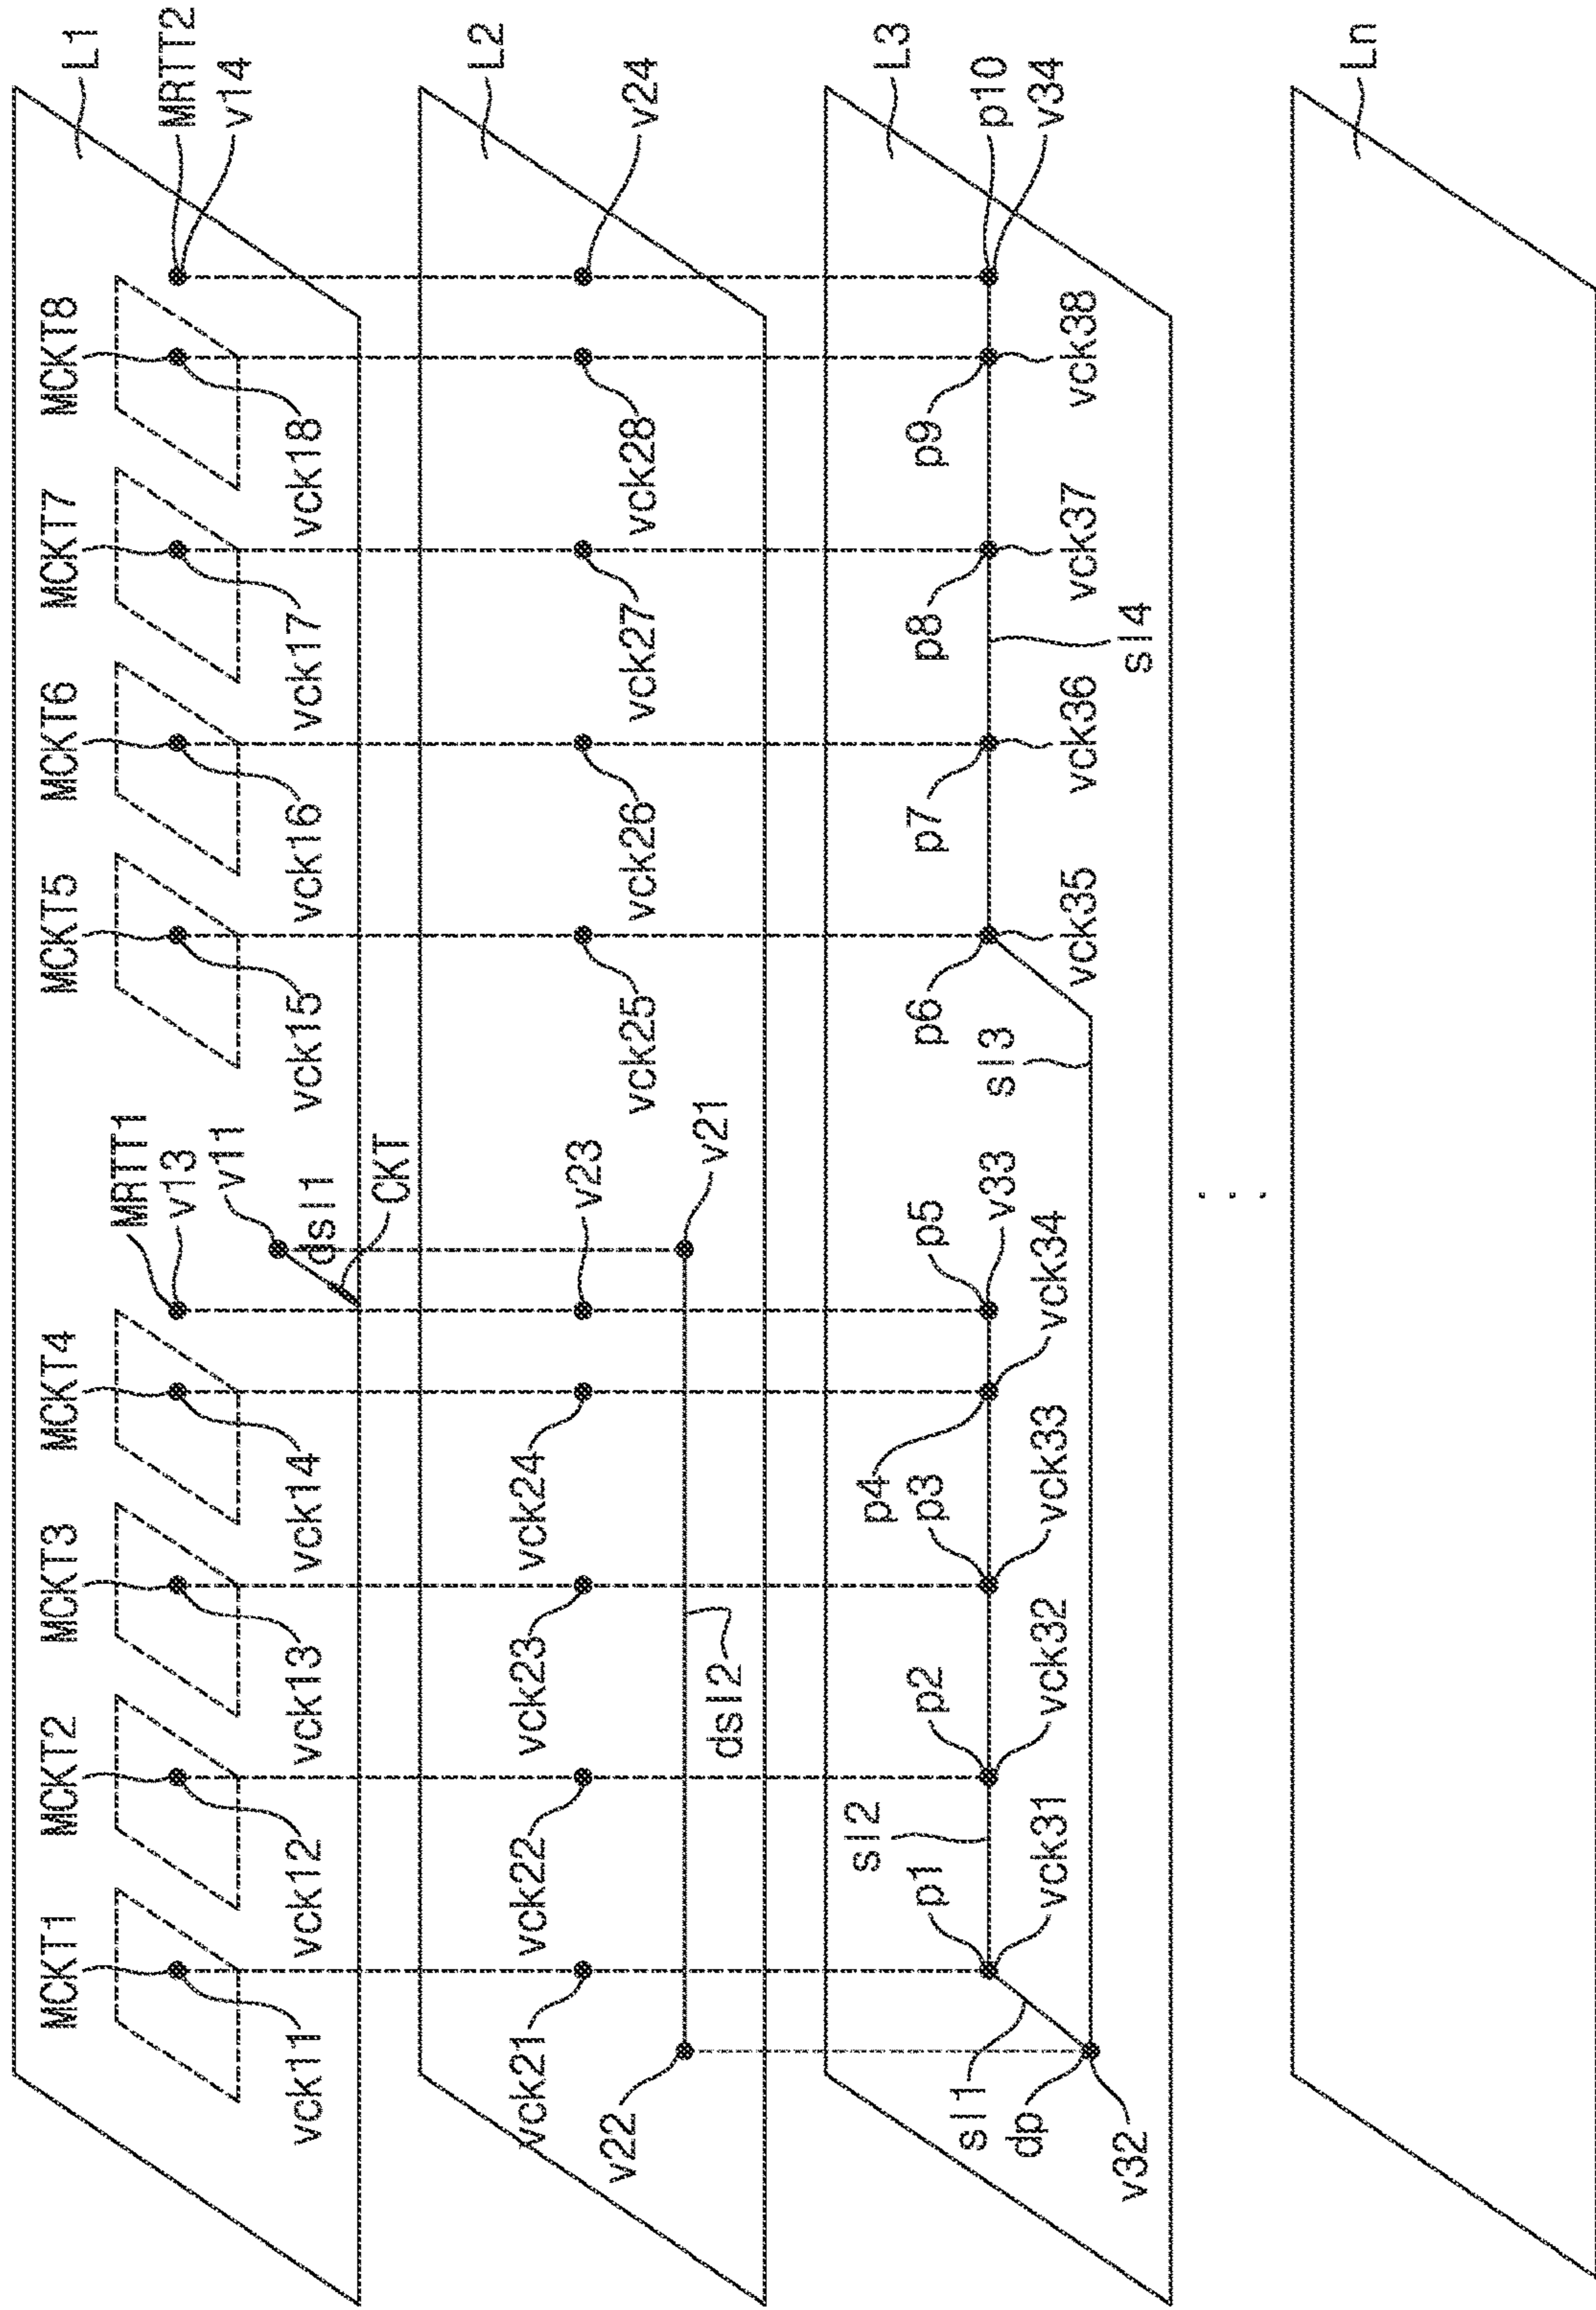 MCKT1 MCKT2 MCKT3 MCKT4 MCKT5 MCKT6 MCKT7 MCKT8 L1
MRTT1 MRTT2
v13 v14
v11
vck11 vck12 vck13 vck14 dsl1 vck15 vck16 vck17 vck18
CKT
L2
vck21 vck22 vck23 vck24 v23
v22 vck25 vck26 vck27 vck28 v24
dsl2 v21
sl2 p4 L3
p1 p2 p3 p5 p6 p7 p8 p9
sl1 sl3 p10
dp v33
vck31 vck32 vck33 vck34 v34
vck35 vck36 vck37 vck38
v32 sl4
. . .
Ln